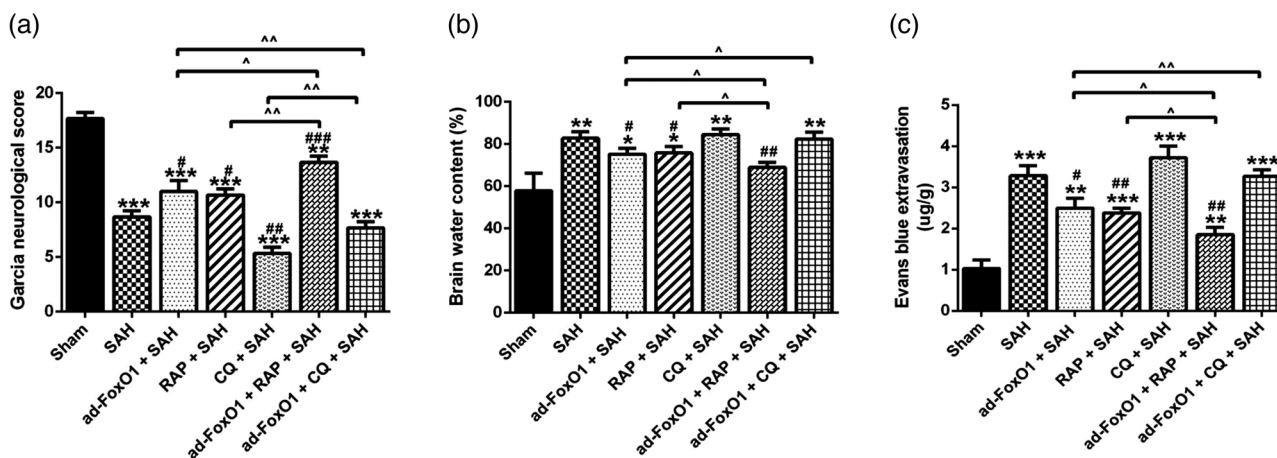 (a)
Garcia neurological score
20
15
10
5
0
^^
^
^^
^^
***
#
***
#
***
##
***
###
**
***
Sham
SAH
ad-FoxO1 + SAH
RAP + SAH
CQ + SAH
ad-FoxO1 + RAP + SAH
ad-FoxO1 + CQ + SAH
(b)
Brain water content (%)
100
80
60
40
20
0
^
^
^
**
#
*
#
*
**
##
**
Sham
SAH
ad-FoxO1 + SAH
RAP + SAH
CQ + SAH
ad-FoxO1 + RAP + SAH
ad-FoxO1 + CQ + SAH
(c)
Evans blue extravasation
(ug/g)
5
4
3
2
1
0
^^
^
^
***
#
**
##
***
***
##
**
***
Sham
SAH
ad-FoxO1 + SAH
RAP + SAH
CQ + SAH
ad-FoxO1 + RAP + SAH
ad-FoxO1 + CQ + SAH